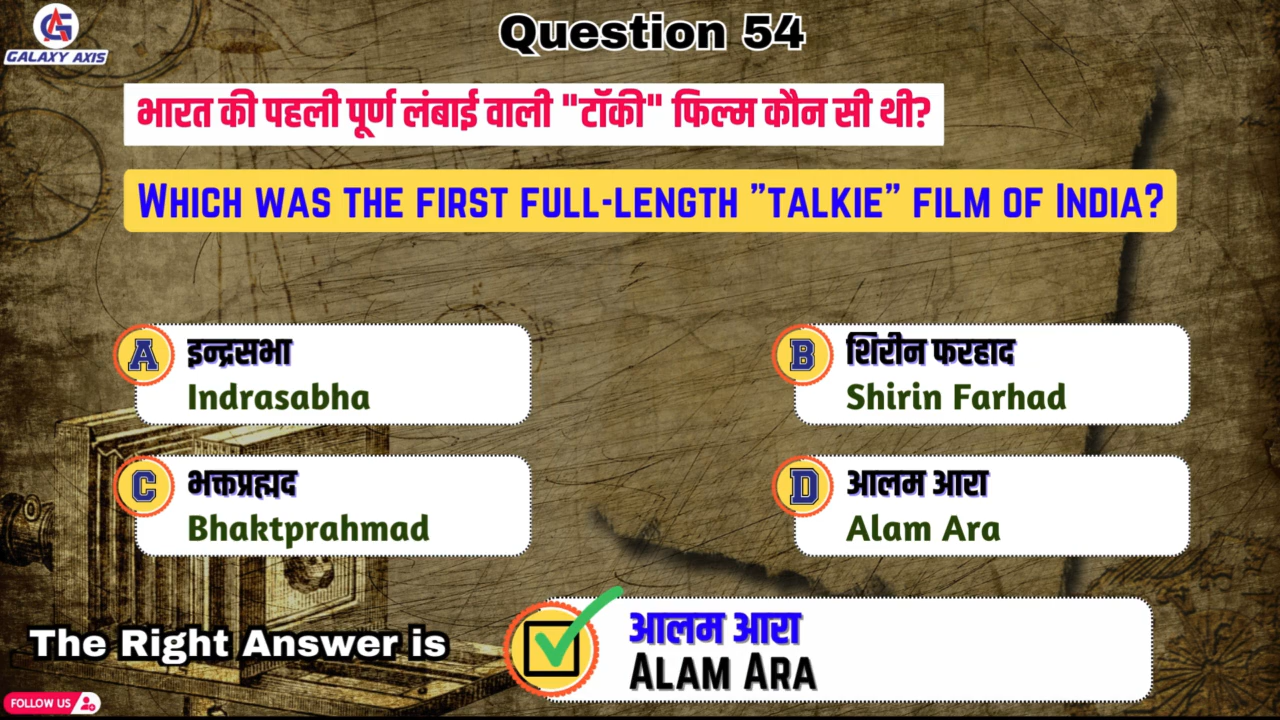 GALAXY AXIS
Question 54
भारत की पहली पूर्ण लंबाई वाली "टॉकी" फिल्म कौन सी थी?
Which was the first full-length "talkie" film of India?
A
इन्द्रसभा
Indrasabha
B
शिरीन फरहाद
Shirin Farhad
C
भक्तप्रह्मद
Bhaktprahmad
D
आलम आरा
Alam Ara
The Right Answer is
आलम आरा
Alam Ara
FOLLOW US